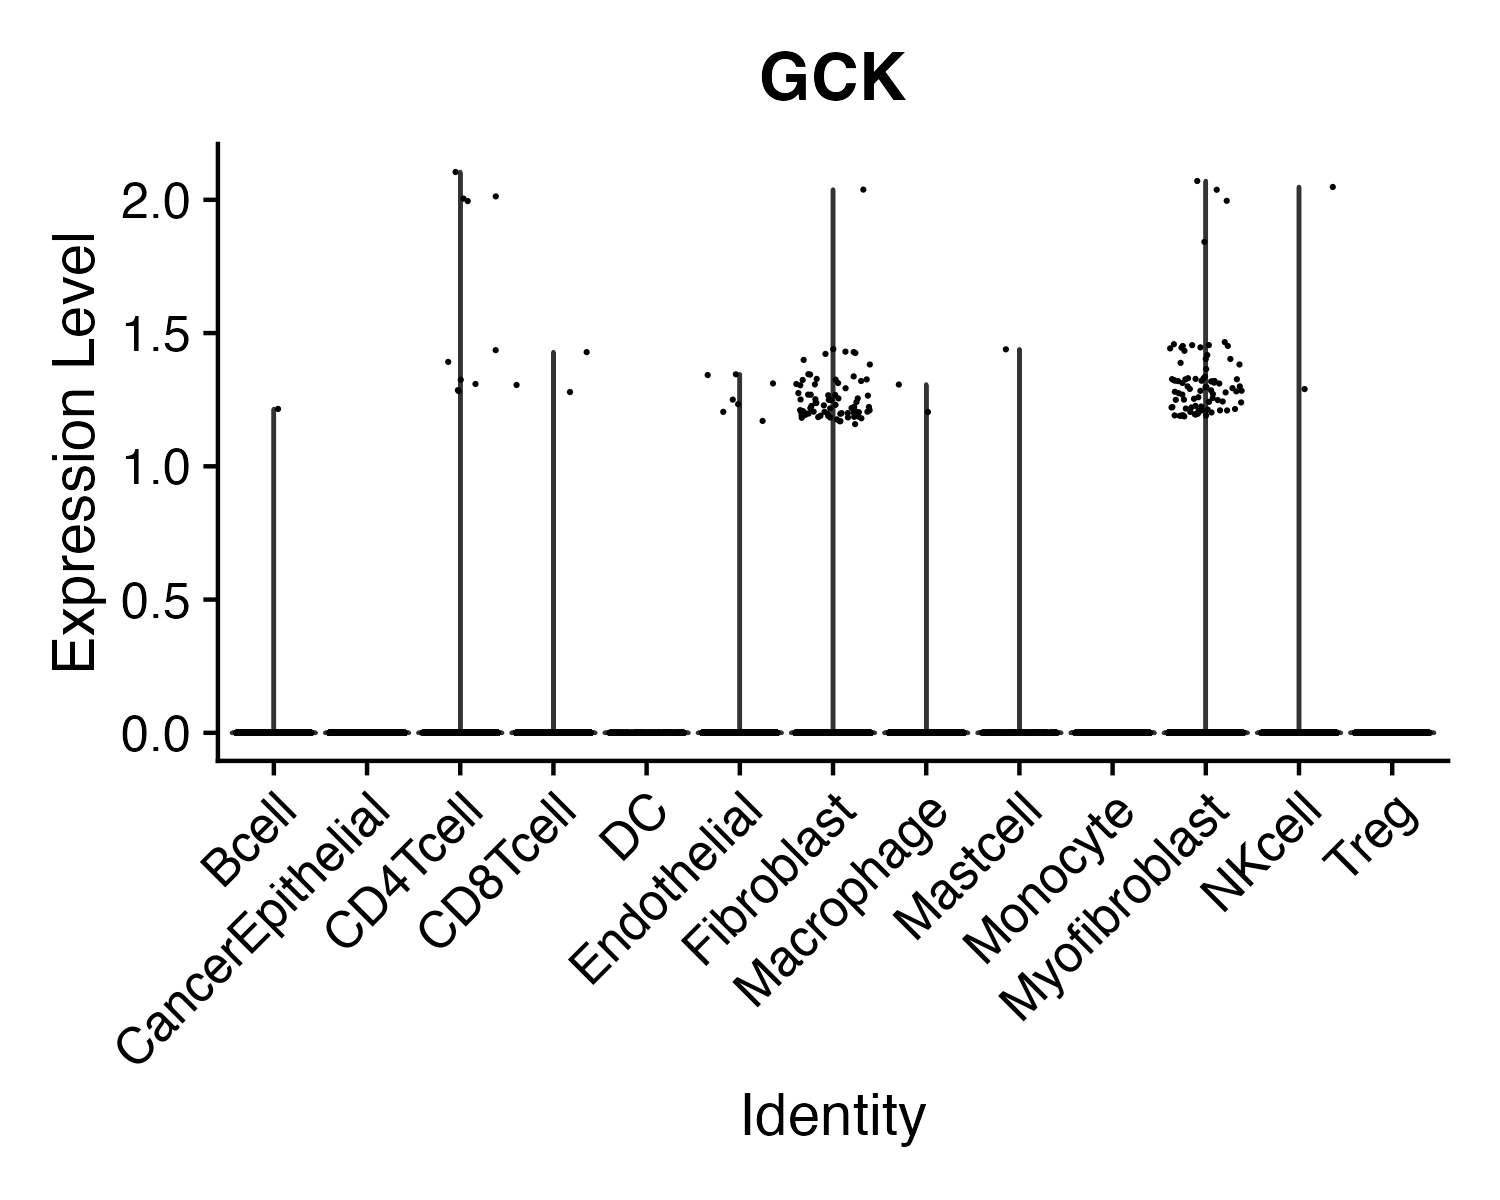 GCK
Expression Level
2.0
1.5
1.0
0.5
0.0
Bcell
CancerEpithelial
CD4Tcell
CD8Tcell
DC
Endothelial
Fibroblast
Macrophage
Mastcell
Monocyte
Myofibroblast
NKcell
Treg
Identity